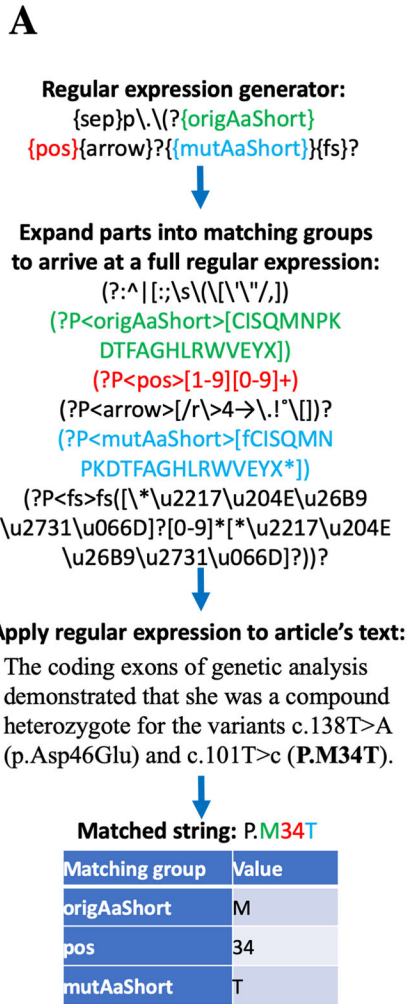 A
Regular expression generator:
{sep}p\.\(?{origAaShort}
{pos}{arrow}?{{mutAaShort}}{fs}?
Expand parts into matching groups
to arrive at a full regular expression:
(?:^|[:;\s\(\[\'\"/,])
(?P<origAaShort>[CISQMNPK
DTFAGHLRWVEYX])
(?P<pos>[1-9][0-9]+)
(?P<arrow>[/r\>4→\.!˚\[])?
(?P<mutAaShort>[fCISQMN
PKDTFAGHLRWVEYX*])
(?P<fs>fs([\*\u2217\u204E\u26B9
\u2731\u066D]?[0-9]*[*\u2217\u204E
\u26B9\u2731\u066D]?))?
Apply regular expression to article's text:
The coding exons of genetic analysis
demonstrated that she was a compound
heterozygote for the variants c.138T>A
(p.Asp46Glu) and c.101T>c (P.M34T).
Matched string: P.M34T
Matching group Value
origAaShort M
pos 34
mutAaShort T